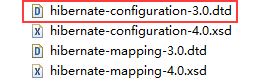 hibernate-configuration-3.0.dtd
hibernate-configuration-4.0.xsd
hibernate-mapping-3.0.dtd
hibernate-mapping-4.0.xsd